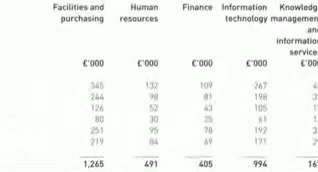 Facilities and Human Finance Information
purchasing resources technology
and
£'000 £'000 £'000 £'000
345 132 109 267
244 98 81 198
126 52 43 105
80 30 25 61
251 95 78 192
219 84 69 171
1,265 491 405 994